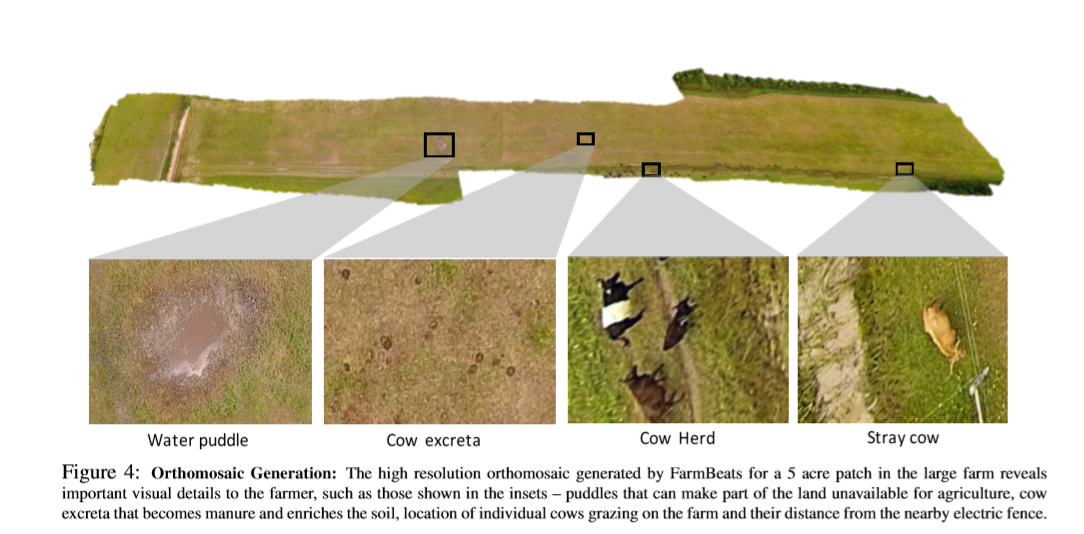 Water puddle
Cow excreta
Cow Herd
Stray cow
Figure 4: Orthomosaic Generation: The high resolution orthomosaic generated by FarmBeats for a 5 acre patch in the large farm reveals
important visual details to the farmer, such as those shown in the insets – puddles that can make part of the land unavailable for agriculture, cow
excreta that becomes manure and enriches the soil, location of individual cows grazing on the farm and their distance from the nearby electric fence.